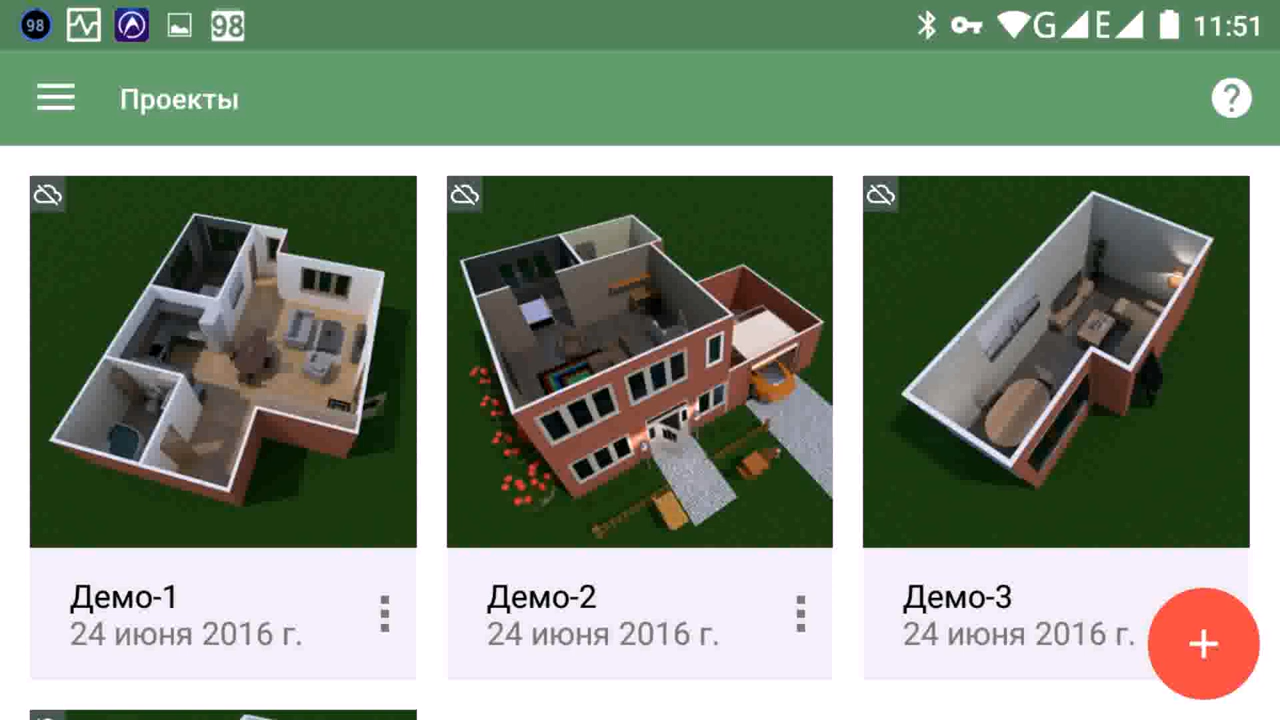 98 98 G E 11:51
Проекты ?
Демо-1
24 июня 2016 г.
Демо-2
24 июня 2016 г.
Демо-3
24 июня 2016 г.